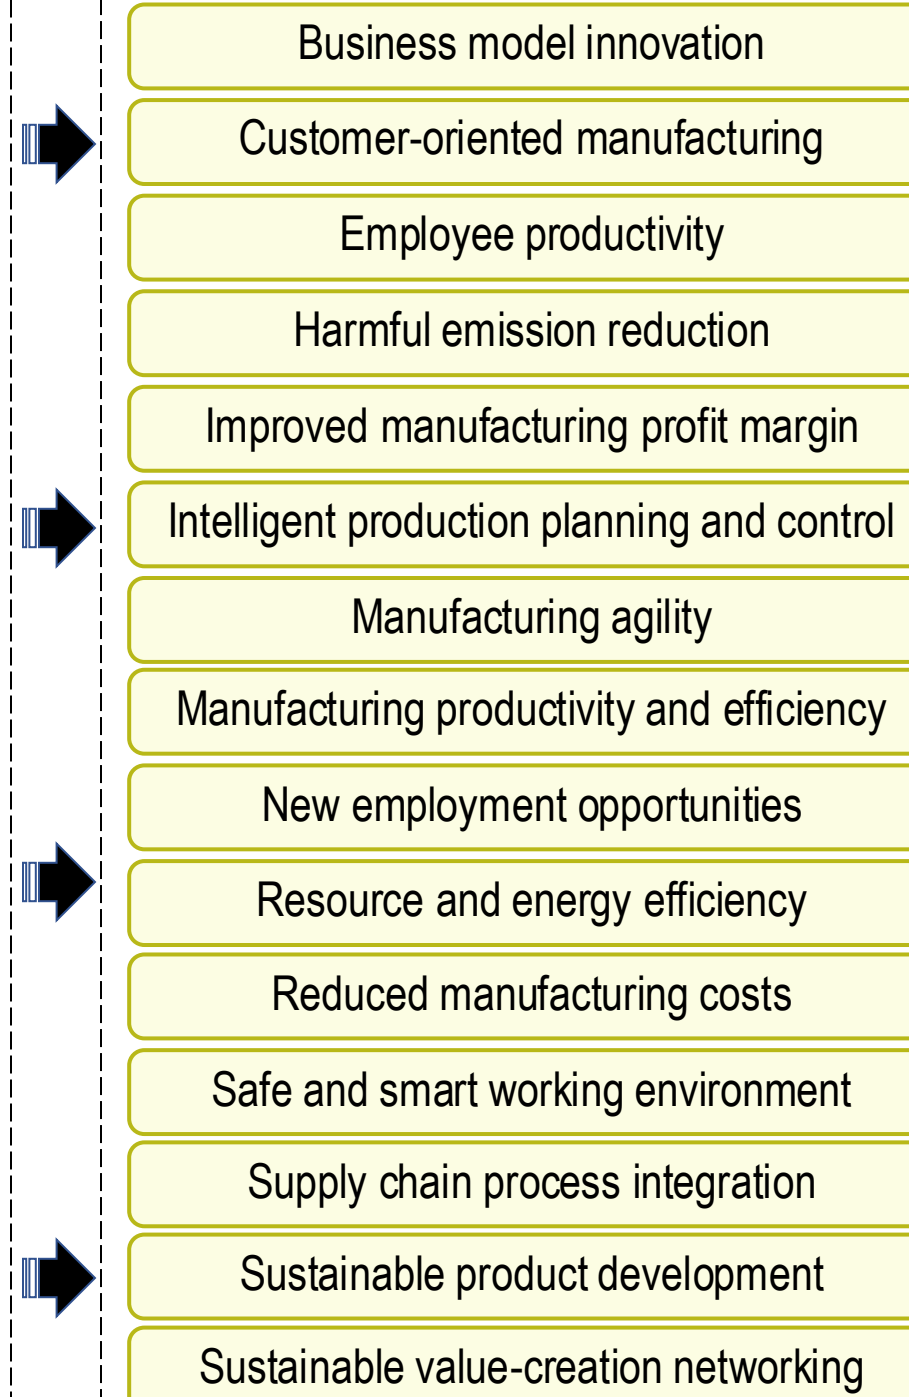 Business model innovation
Customer-oriented manufacturing
Employee productivity
Harmful emission reduction
Improved manufacturing profit margin
Intelligent production planning and control
Manufacturing agility
Manufacturing productivity and efficiency
New employment opportunities
Resource and energy efficiency
Reduced manufacturing costs
Safe and smart working environment
Supply chain process integration
Sustainable product development
Sustainable value-creation networking